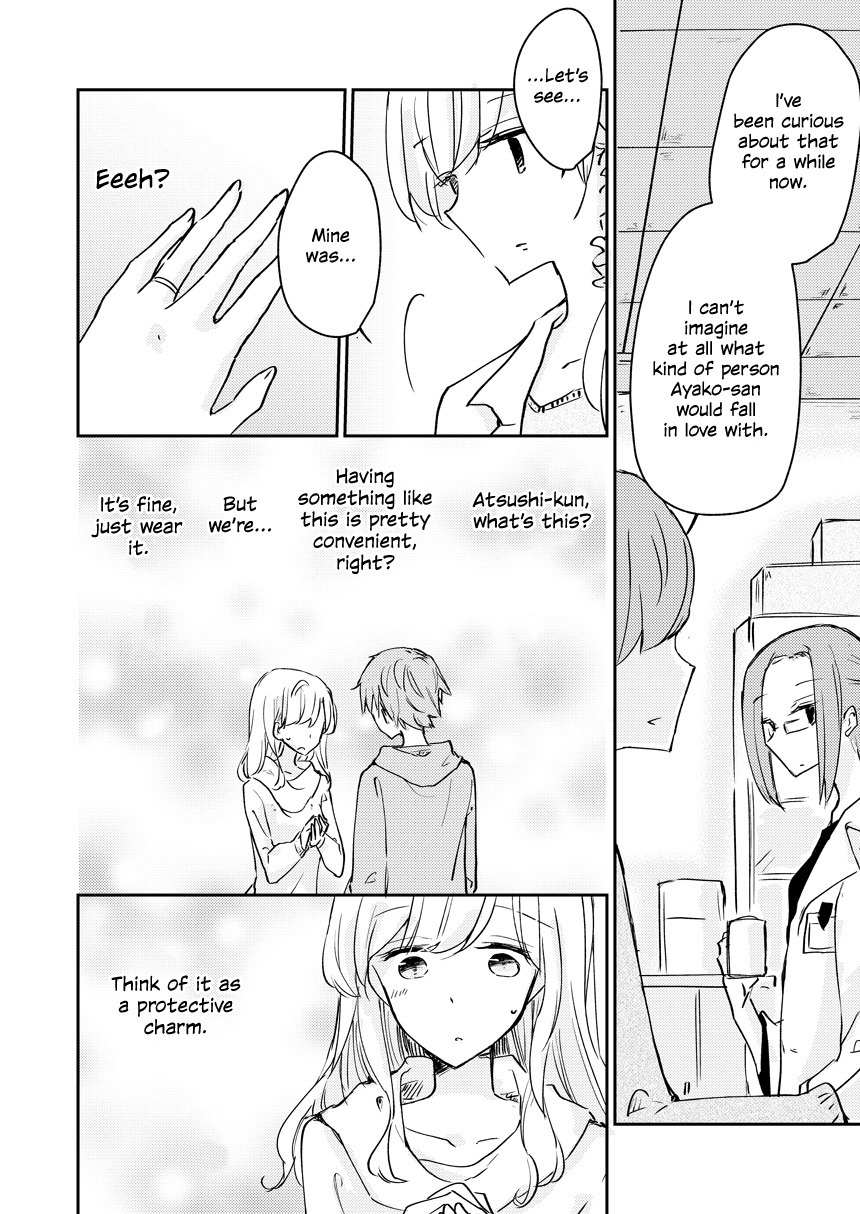 I've
been curious
about that
for a while
now.
I can't
imagine
at all what
kind of person
Ayako-san
would fall
in love with.
...Let's
see...
Mine
was...
Eeeh?
Atsushi-kun,
what's this?
Having
something like
this is pretty
convenient,
right?
But
we're...
It's fine,
just wear
it.
Think of it as
a protective
charm.